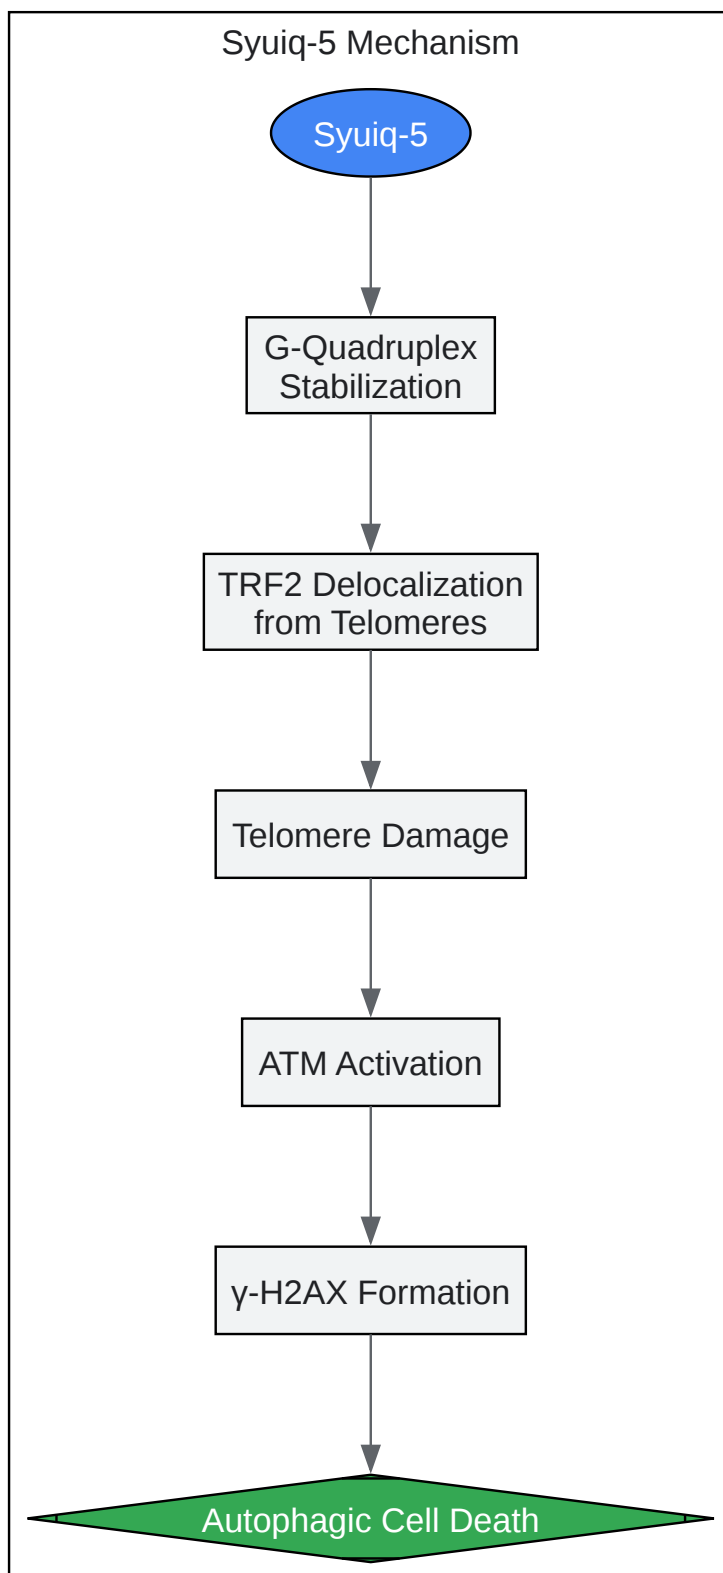 Syuiq-5 Mechanism
Syuiq-5
G-Quadruplex
Stabilization
TRF2 Delocalization
from Telomeres
Telomere Damage
ATM Activation
γ-H2AX Formation
Autophagic Cell Death